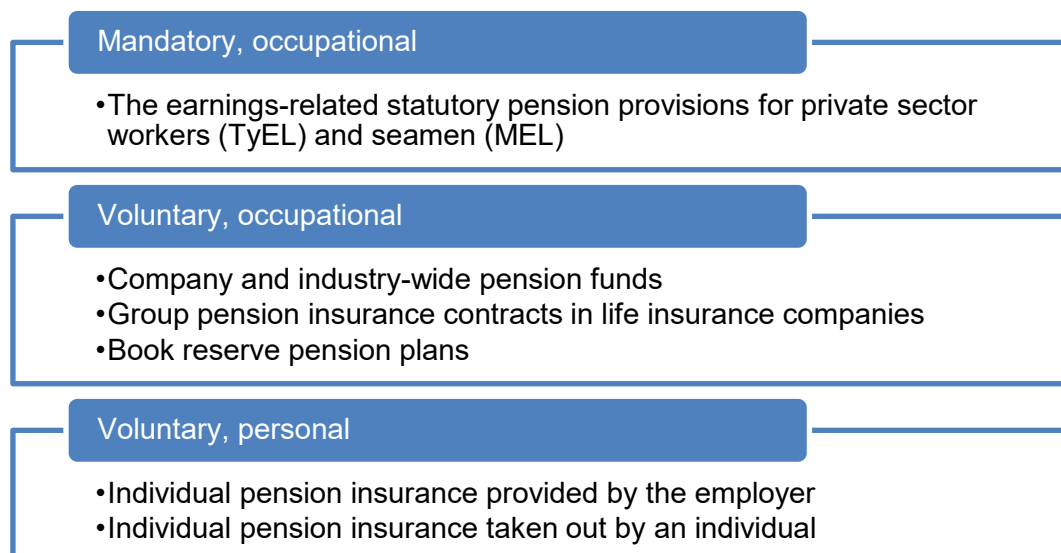 Mandatory, occupational
•The earnings-related statutory pension provisions for private sector
workers (TyEL) and seamen (MEL)
Voluntary, occupational
•Company and industry-wide pension funds
•Group pension insurance contracts in life insurance companies
•Book reserve pension plans
Voluntary, personal
•Individual pension insurance provided by the employer
•Individual pension insurance taken out by an individual